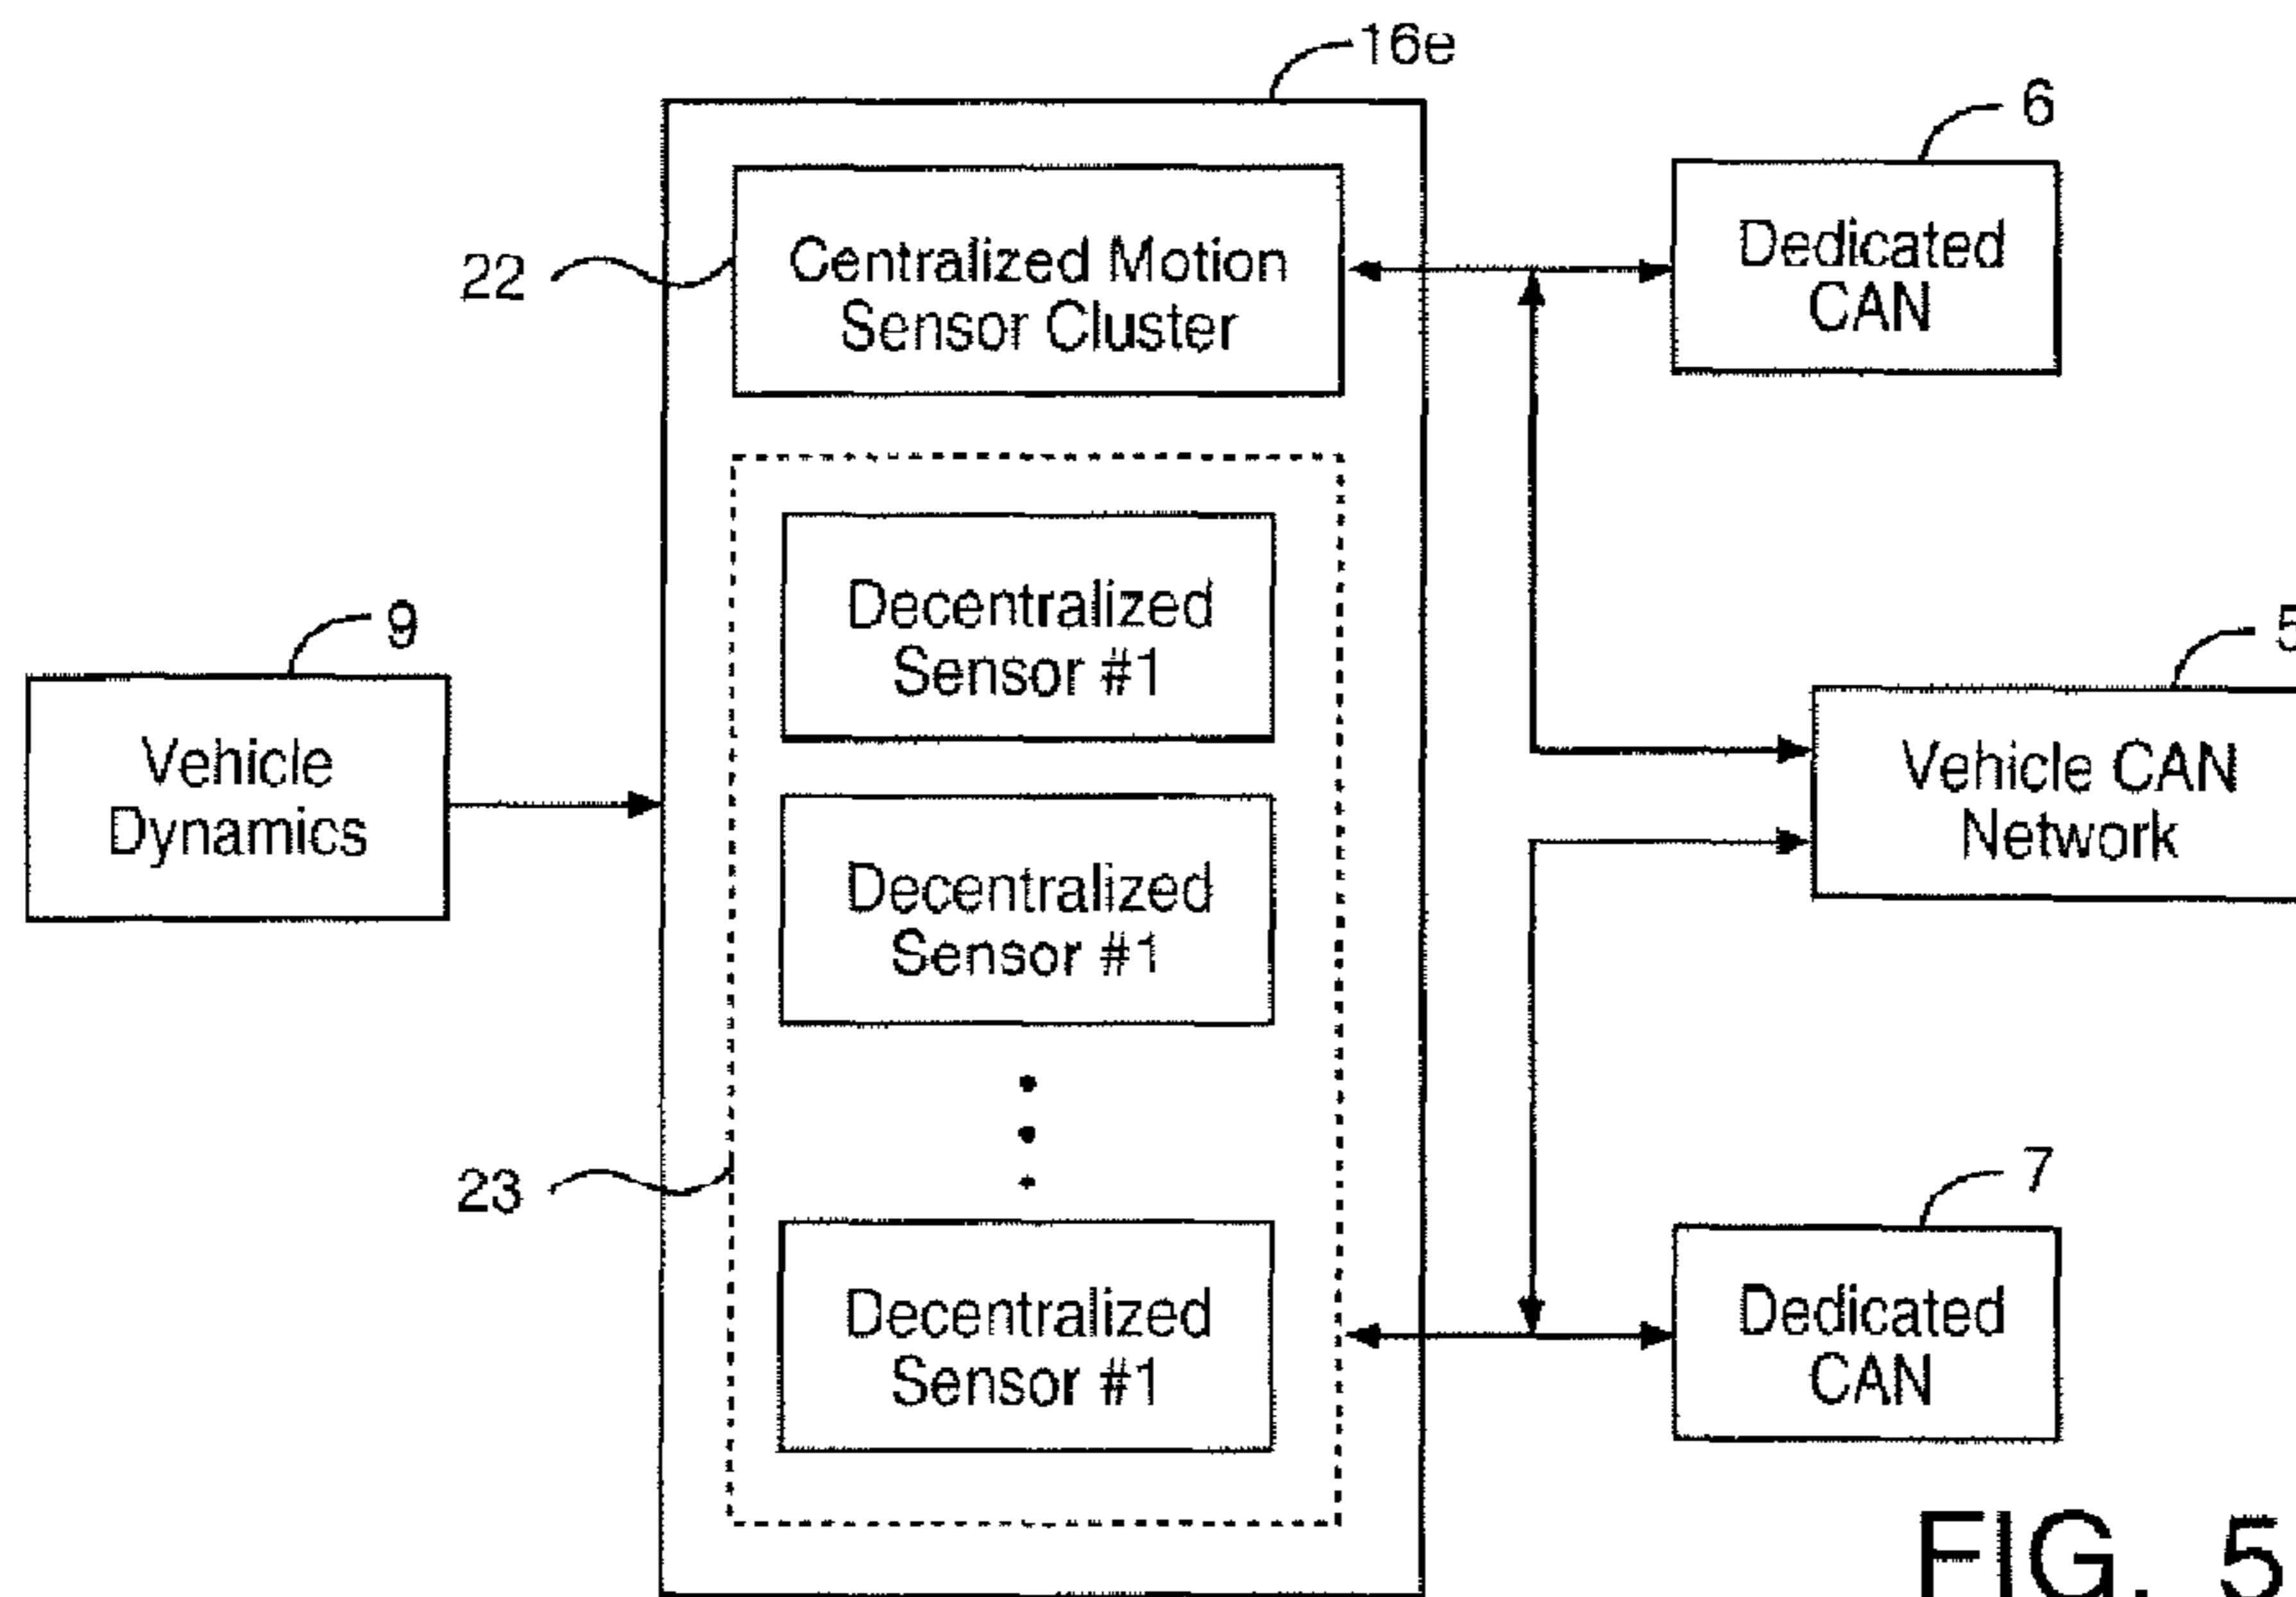 16e
6
22
Centralized Motion
Sensor Cluster
Dedicated
CAN
9
Decentralized
Sensor #1
5
Vehicle
Dynamics
Vehicle CAN
Network
Decentralized
Sensor #1
23
7
Decentralized
Sensor #1
Dedicated
CAN
FIG. 5